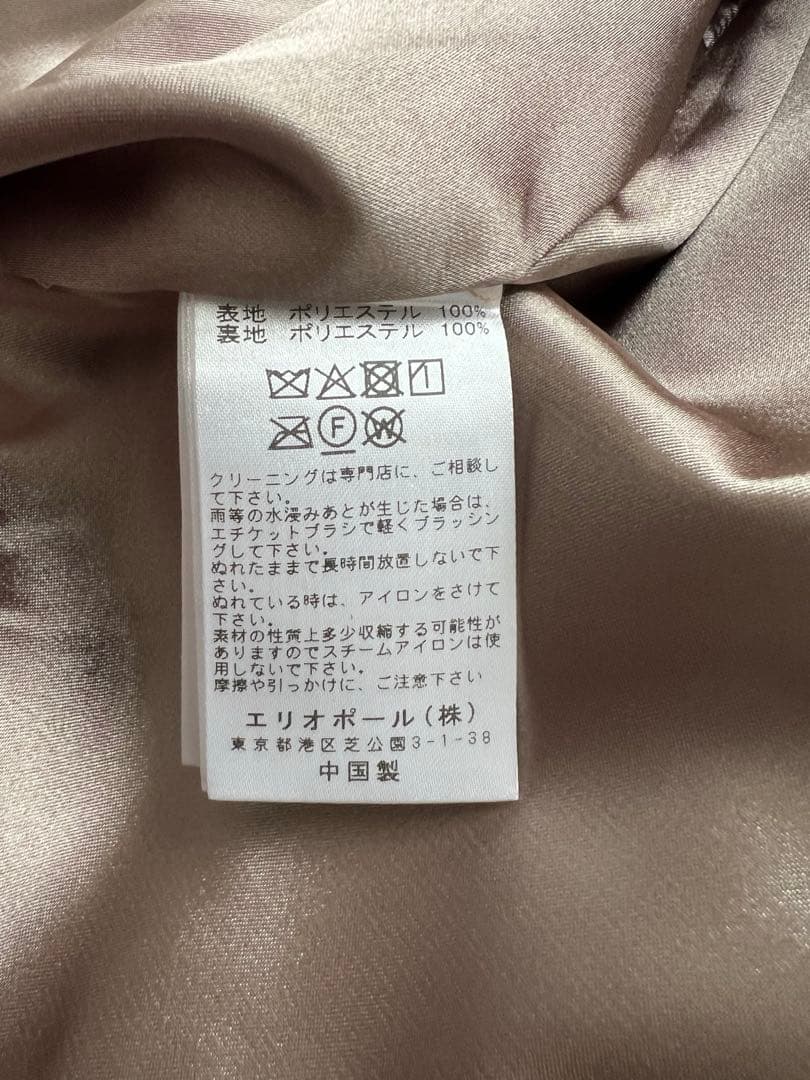 表地 ポリエステル 100%
裏地 ポリエステル 100%
F W
クリーニングは専門店に、ご相談し
て下さい。
雨等の水浸みあとが生じた場合は、
エチケットブラシで軽くブラッシン
グして下さい。
ぬれたままで長時間放置しないで下
さい。
ぬれている時は、アイロンをさけて
下さい。
素材の性質上多少収縮する可能性が
ありますのでスチームアイロンは使
用しないで下さい。
摩擦や引っかけに、ご注意下さい
エリオポール(株)
東京都港区芝公園3-1-38
中国製